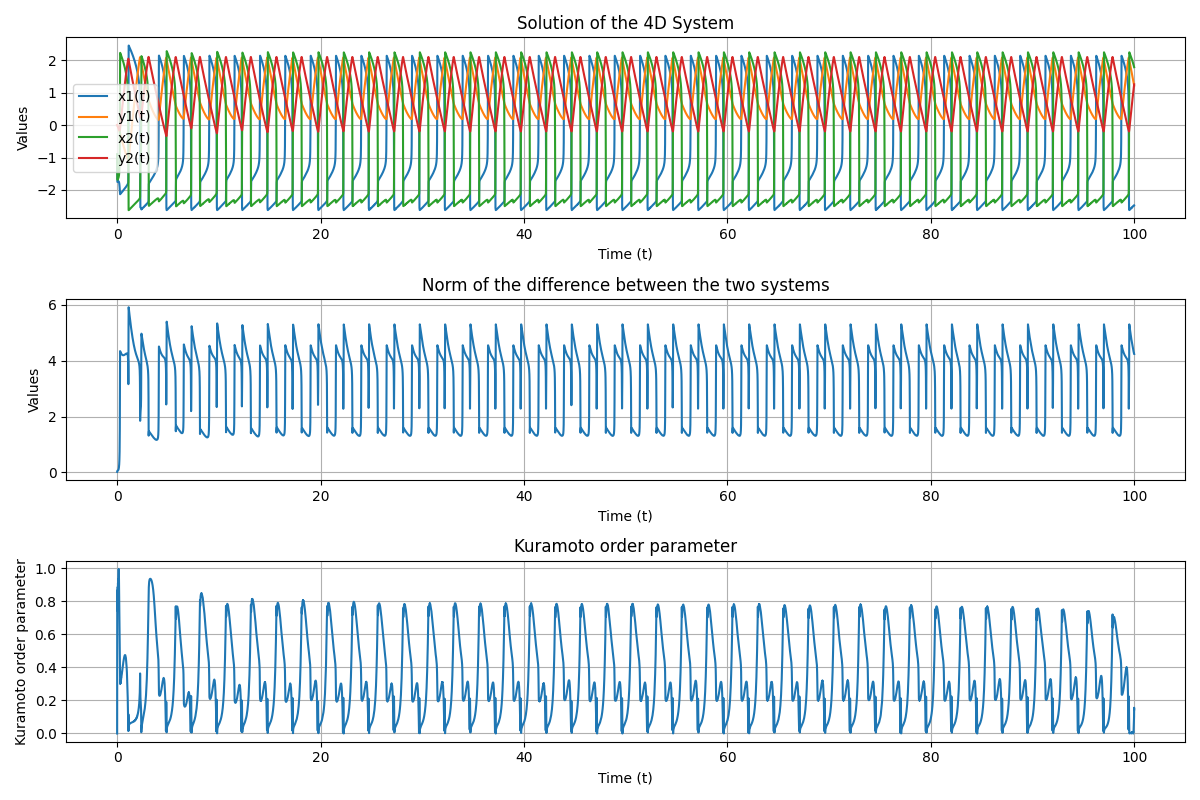 Solution of the 4D System
Values
2
1
0
−1
−2
x1(t)
y1(t)
x2(t)
y2(t)
0 20 40 60 80 100
Time (t)
Norm of the difference between the two systems
Values
6
4
2
0
0 20 40 60 80 100
Time (t)
Kuramoto order parameter
Kuramoto order parameter
1.0
0.8
0.6
0.4
0.2
0.0
0 20 40 60 80 100
Time (t)